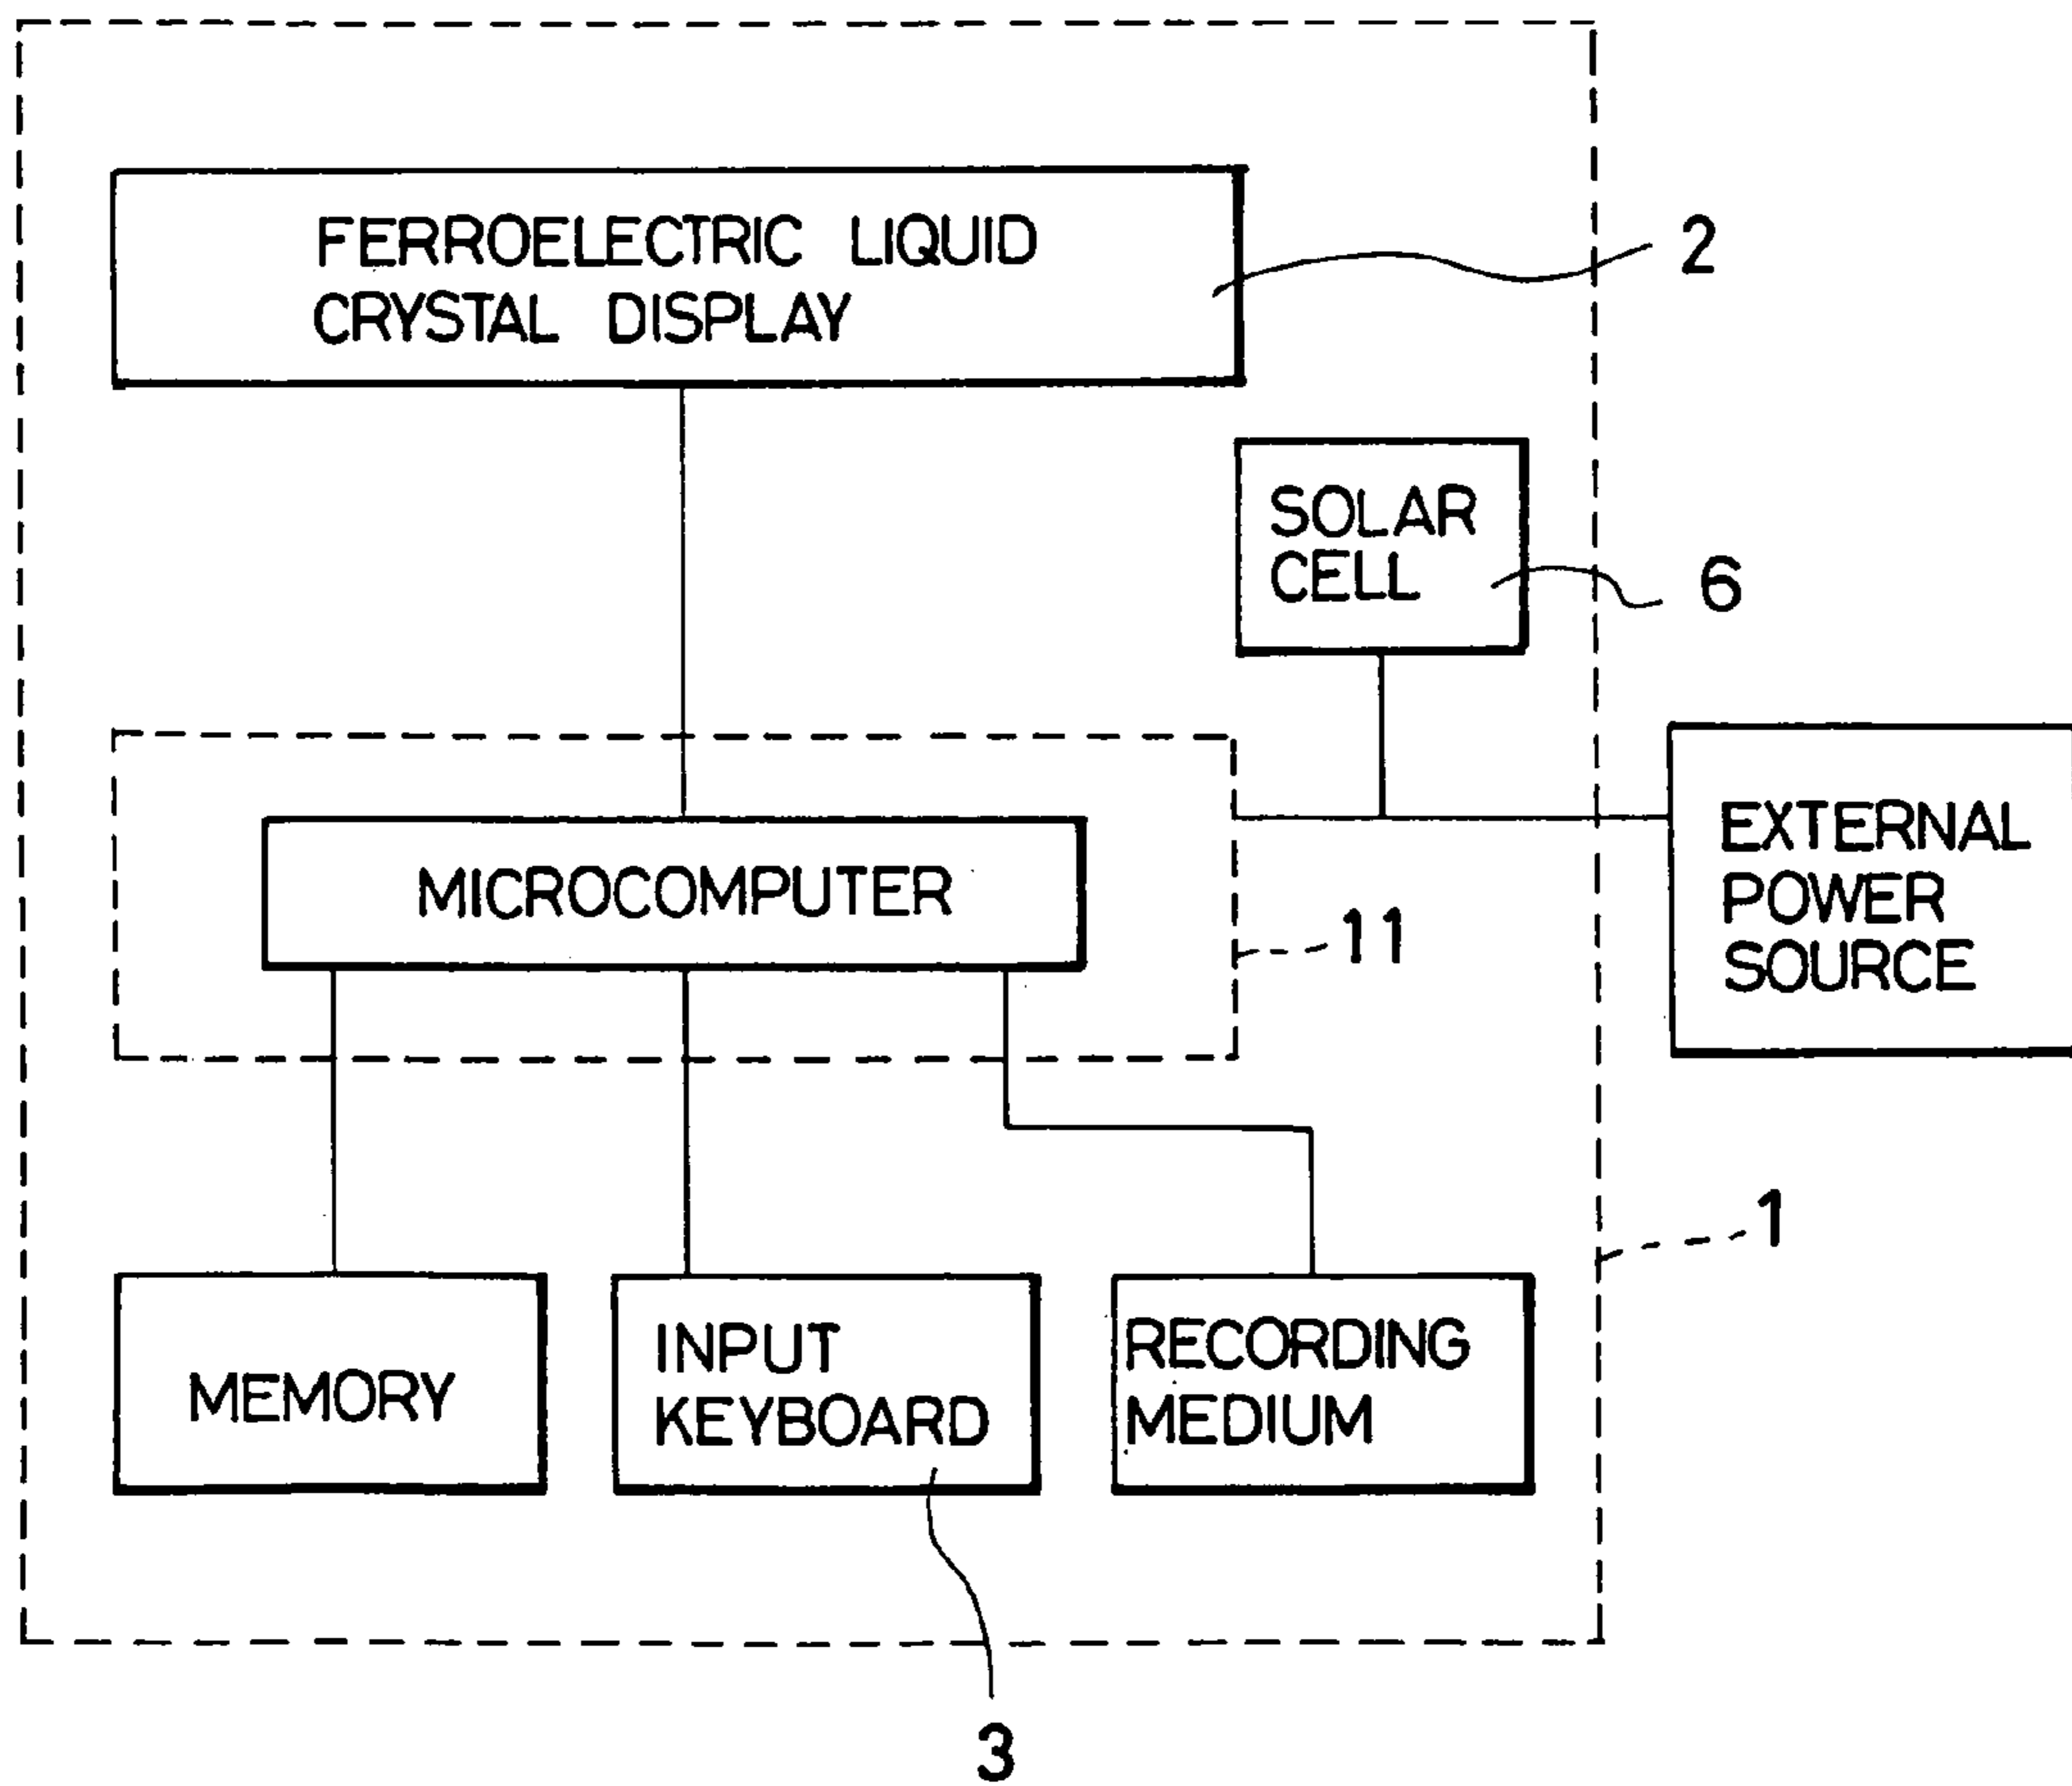 FERROELECTRIC LIQUID
CRYSTAL DISPLAY
2
SOLAR
CELL
6
EXTERNAL
POWER
SOURCE
MICROCOMPUTER
11
1
MEMORY
INPUT
KEYBOARD
RECORDING
MEDIUM
3